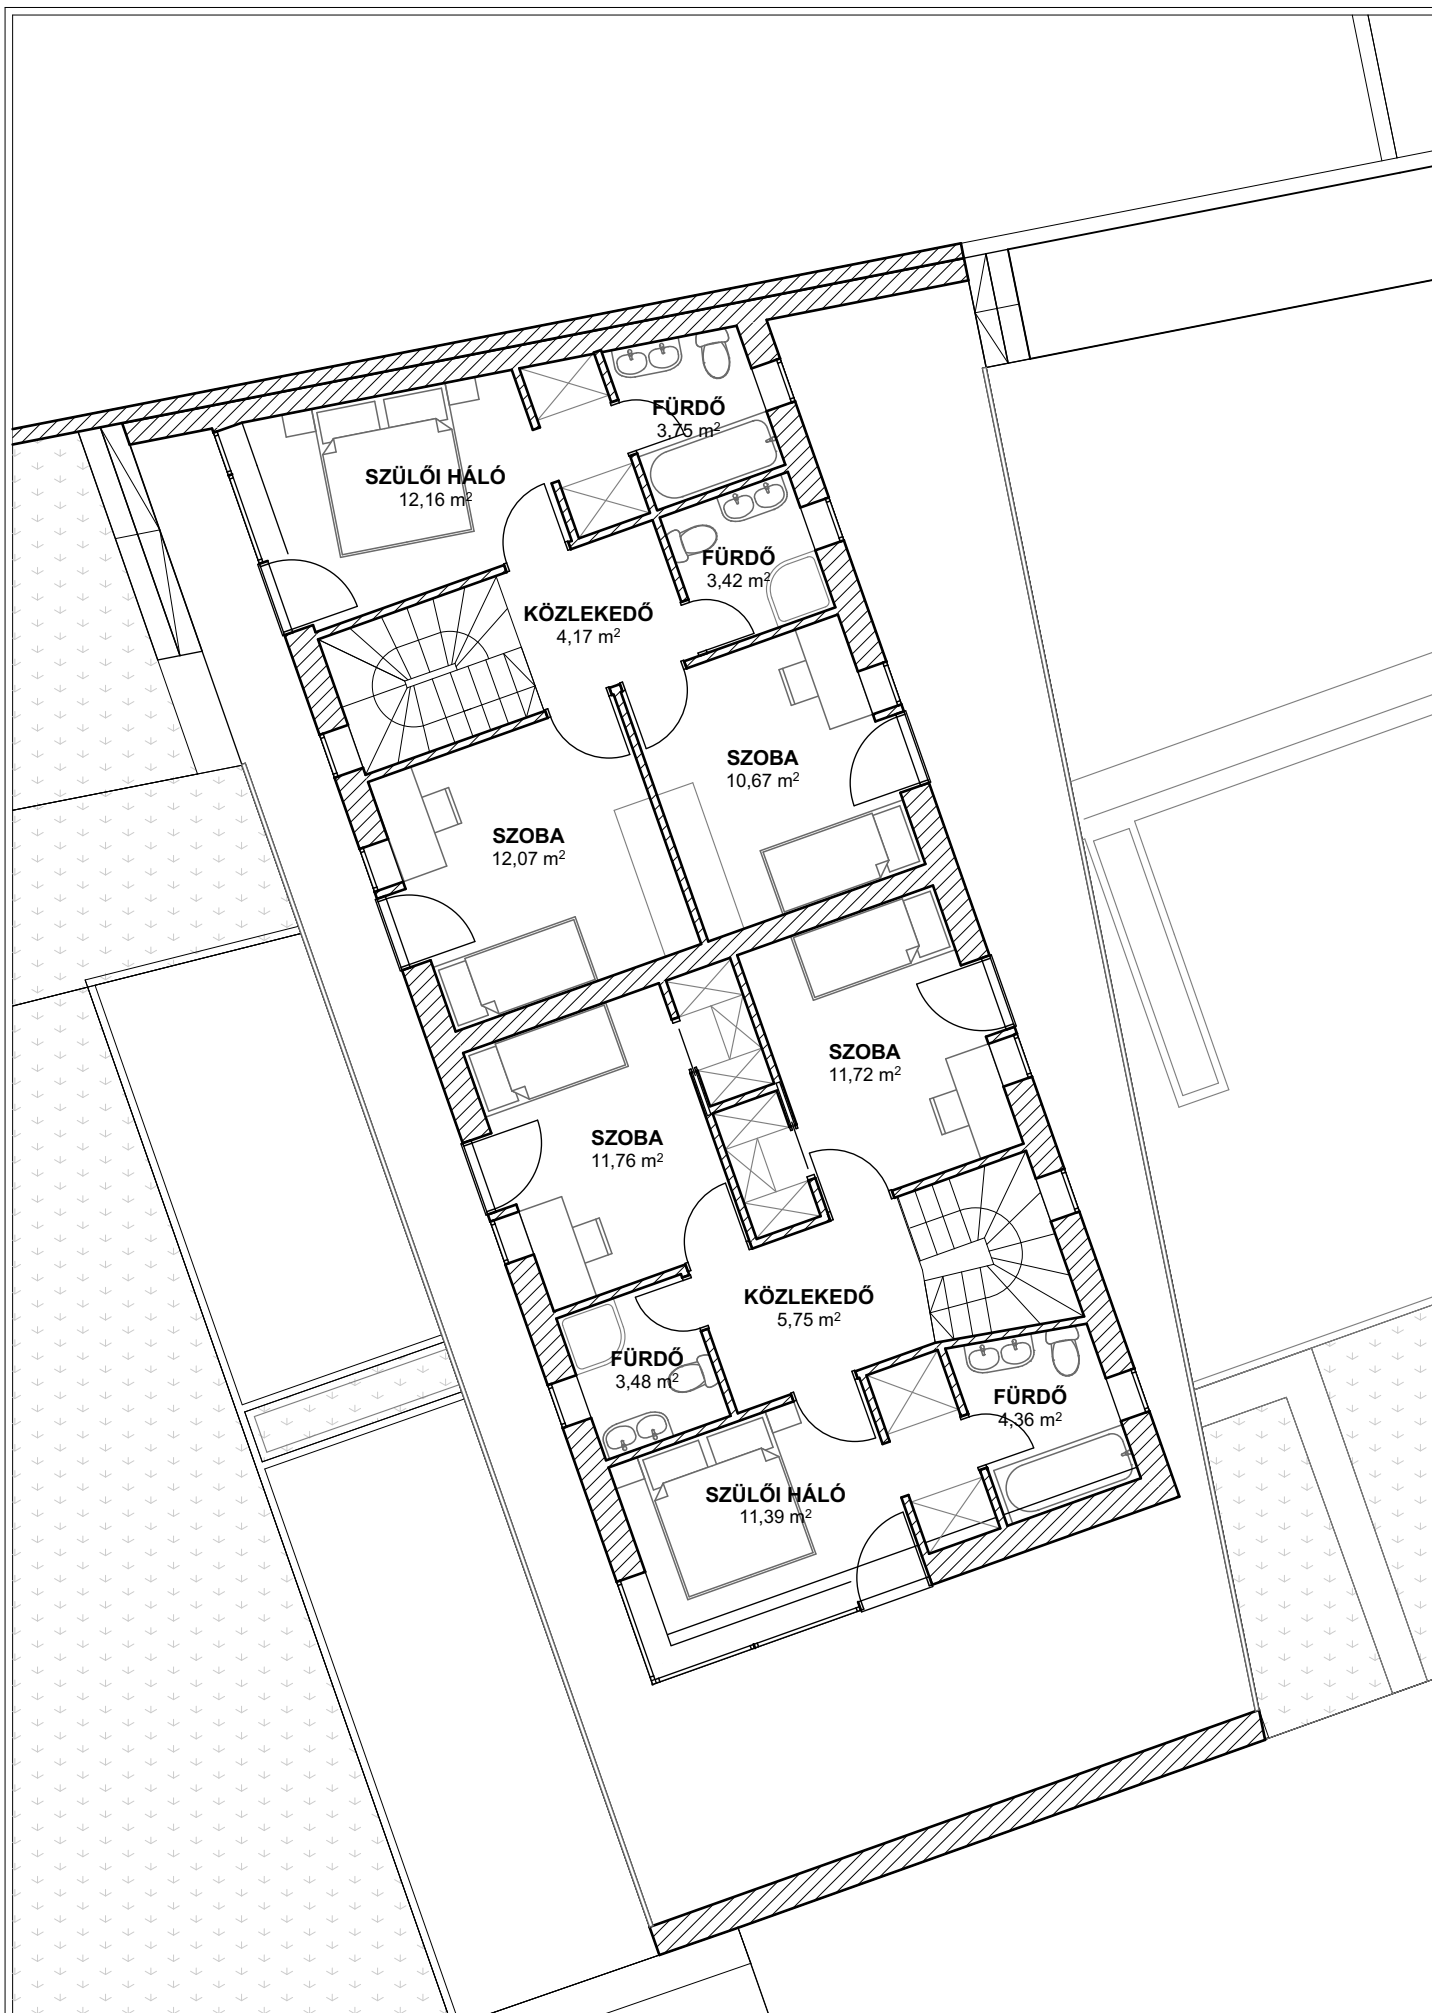 FÜRDŐ
3,75 m²
SZÜLŐI HÁLÓ
12,16 m²
FÜRDŐ
3,42 m²
KÖZLEKEDŐ
4,17 m²
SZOBA
10,67 m²
SZOBA
12,07 m²
SZOBA
11,72 m²
SZOBA
11,76 m²
KÖZLEKEDŐ
5,75 m²
FÜRDŐ
3,48 m²
FÜRDŐ
4,36 m²
SZÜLŐI HÁLÓ
11,39 m²